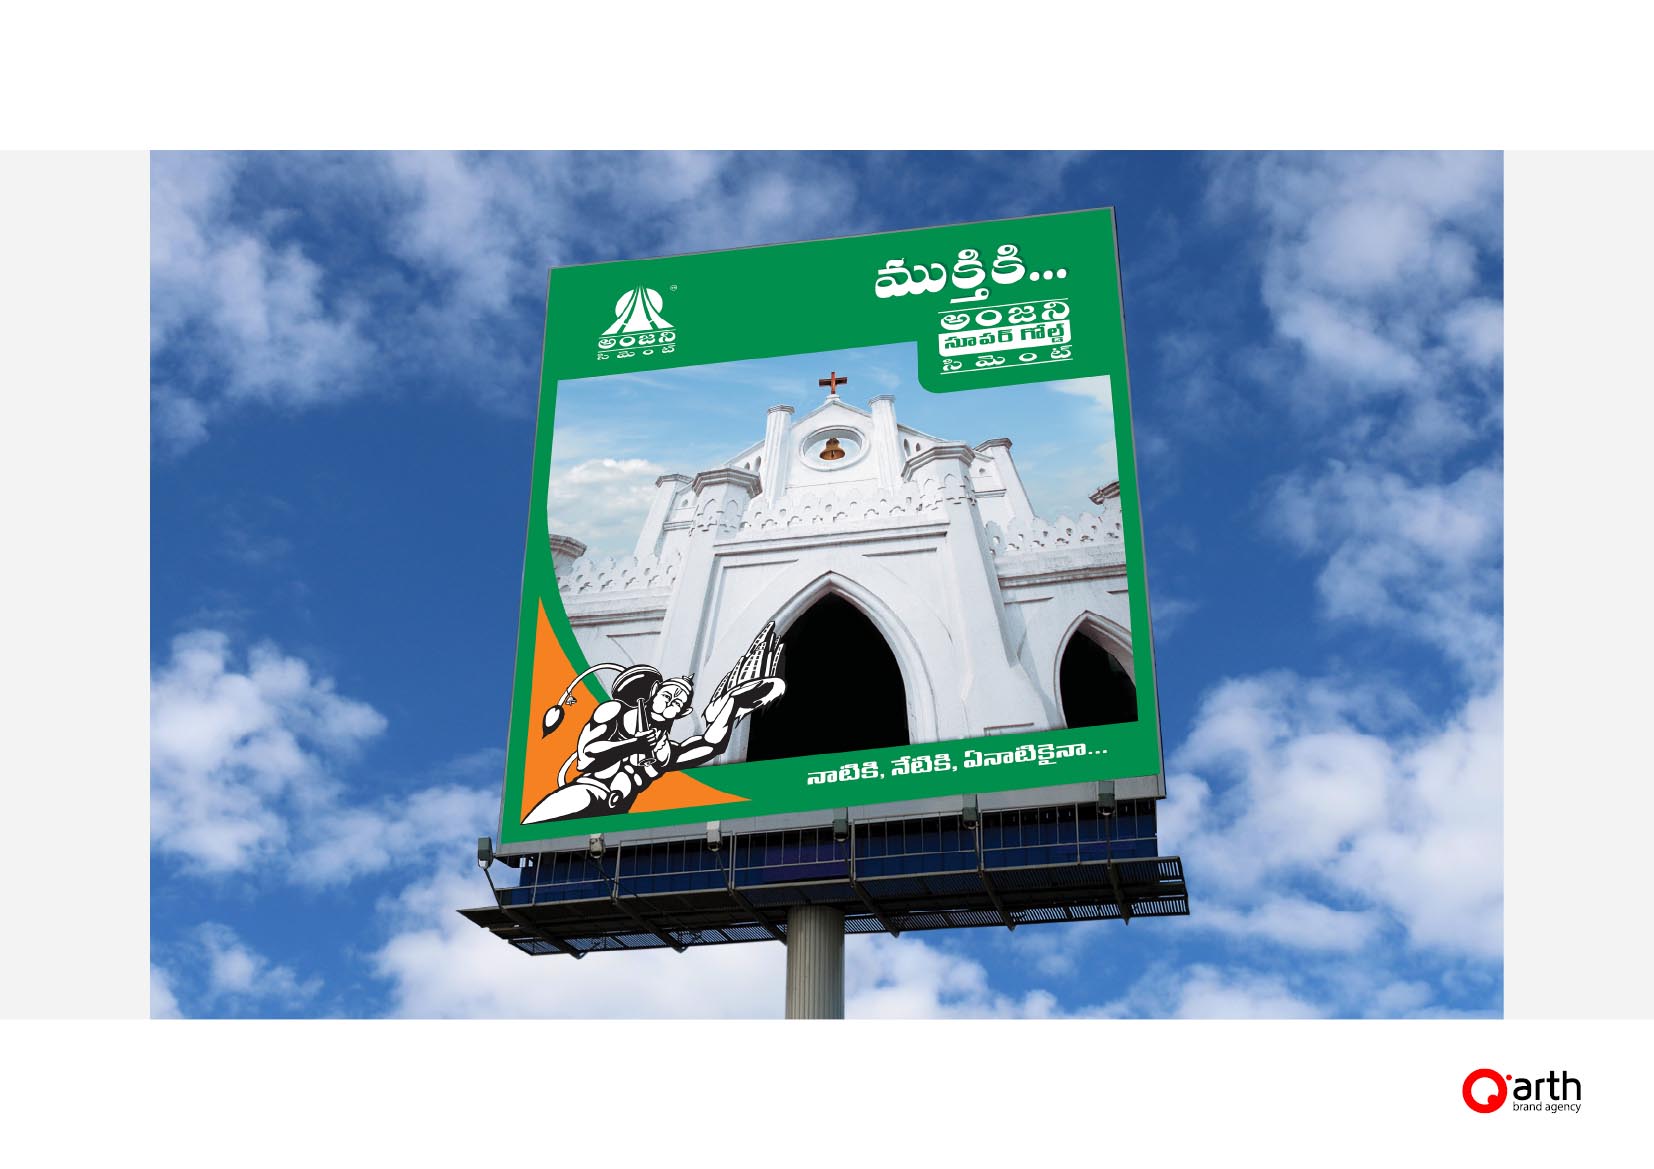 అంజని
సిమెంట్
ముక్తికి...
అంజని
సూపర్ గోల్డ్
సిమెంట్
నాటికి, నేటికి, ఏనాటికైనా...
Q'arth
brand agency